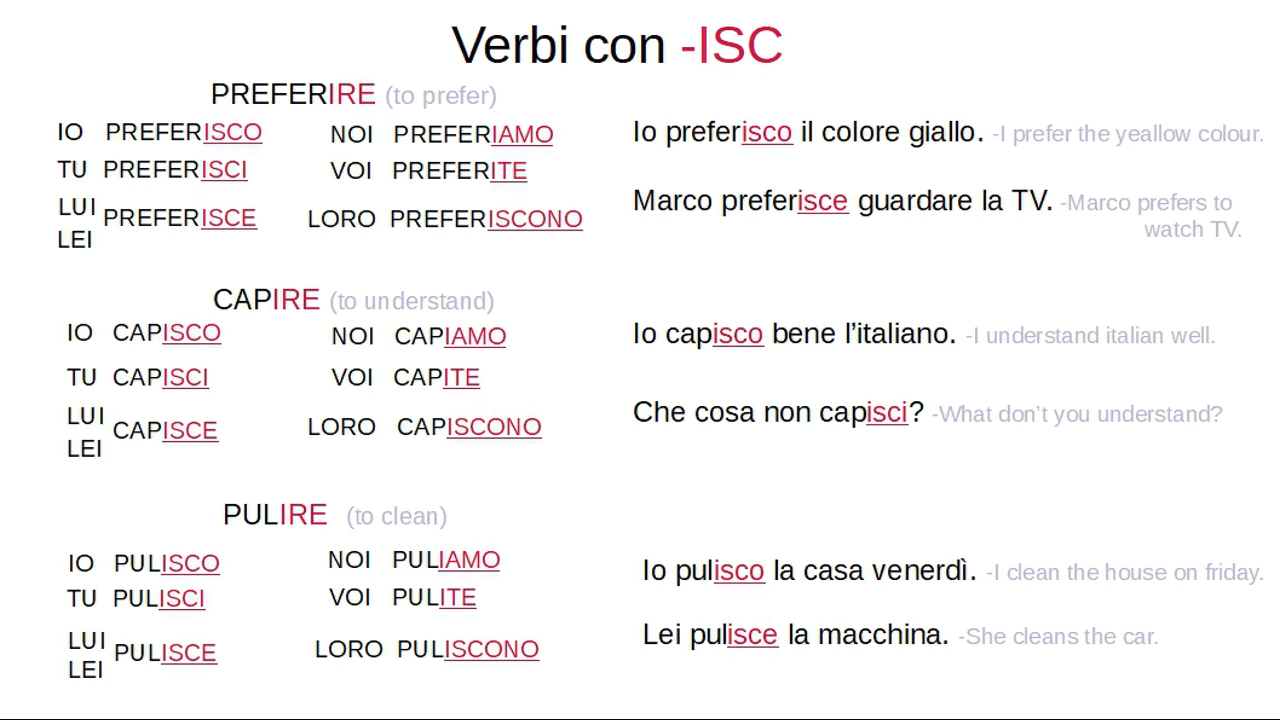 Verbi con -ISC
PREFERIRE (to prefer)
IO PREFERISCO NOI PREFERIAMO
TU PREFERISCI VOI PREFERITE
LUI
LEI PREFERISCE LORO PREFERISCONO
Io preferisco il colore giallo. -I prefer the yeallow colour.
Marco preferisce guardare la TV. -Marco prefers to
watch TV.
CAPIRE (to understand)
IO CAPISCO NOI CAPIAMO
TU CAPISCI VOI CAPITE
LUI
LEI CAPISCE LORO CAPISCONO
Io capisco bene l’italiano. -I understand italian well.
Che cosa non capisci? -What don’t you understand?
PULIRE (to clean)
IO PULISCO NOI PULIAMO
TU PULISCI VOI PULITE
LUI
LEI PULISCE LORO PULISCONO
Io pulisco la casa venerdì. -I clean the house on friday.
Lei pulisce la macchina. -She cleans the car.